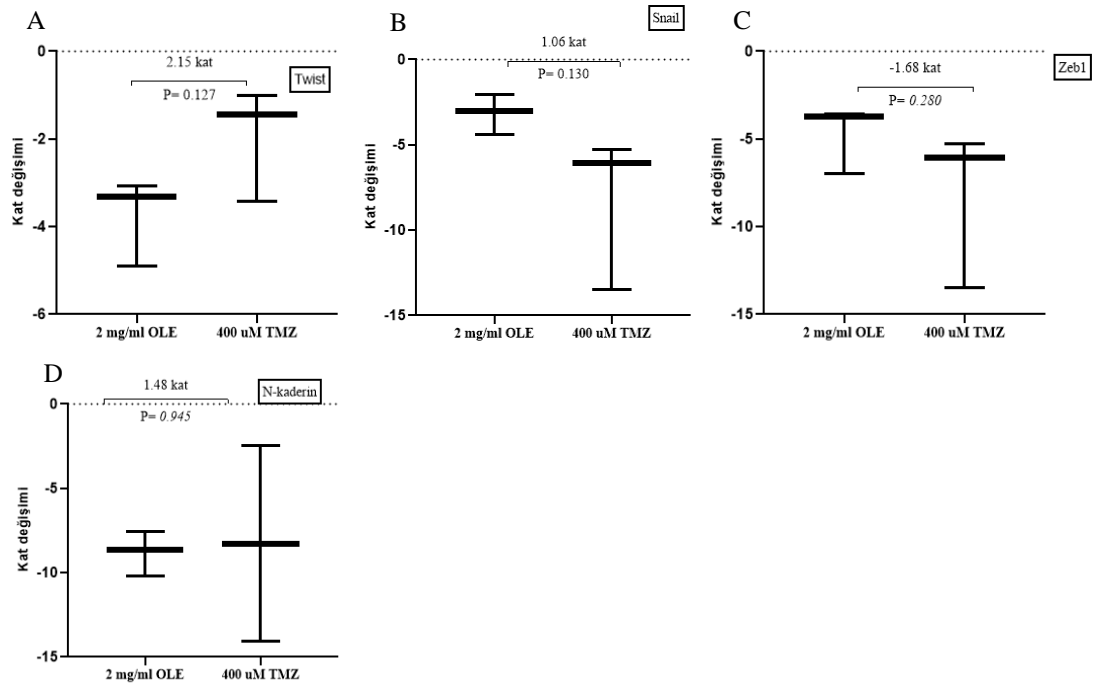 A
0
-2
-4
-6
Kat değişimi
2.15 kat
P= 0.127
Twist
2 mg/ml OLE
400 uM TMZ
B
Snail
0
-5
-10
-15
Kat değişimi
1.06 kat
P= 0.130
2 mg/ml OLE
400 uM TMZ
C
0
-5
-10
-15
Kat değişimi
-1.68 kat
P= 0.280
Zeb1
2 mg/ml OLE
400 uM TMZ
D
0
-5
-10
-15
Kat değişimi
1.48 kat
P= 0.945
N-kaderin
2 mg/ml OLE
400 uM TMZ